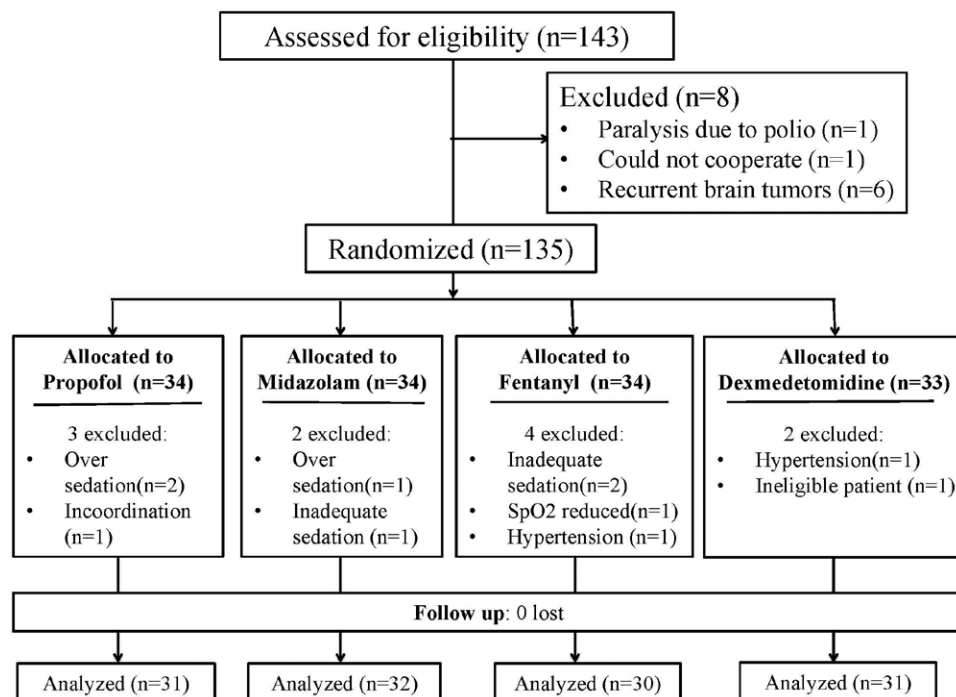 Assessed for eligibility (n=143)
Excluded (n=8)
• Paralysis due to polio (n=1)
• Could not cooperate (n=1)
• Recurrent brain tumors (n=6)
Randomized (n=135)
Allocated to
Propofol (n=34)
3 excluded:
• Over
sedation(n=2)
• Incoordination
(n=1)
Allocated to
Midazolam (n=34)
2 excluded:
• Over
sedation(n=1)
• Inadequate
sedation (n=1)
Allocated to
Fentanyl (n=34)
4 excluded:
• Inadequate
sedation(n=2)
• SpO2 reduced(n=1)
• Hypertension (n=1)
Allocated to
Dexmedetomidine (n=33)
2 excluded:
• Hypertension(n=1)
• Ineligible patient (n=1)
Follow up: 0 lost
Analyzed (n=31)
Analyzed (n=32)
Analyzed (n=30)
Analyzed (n=31)